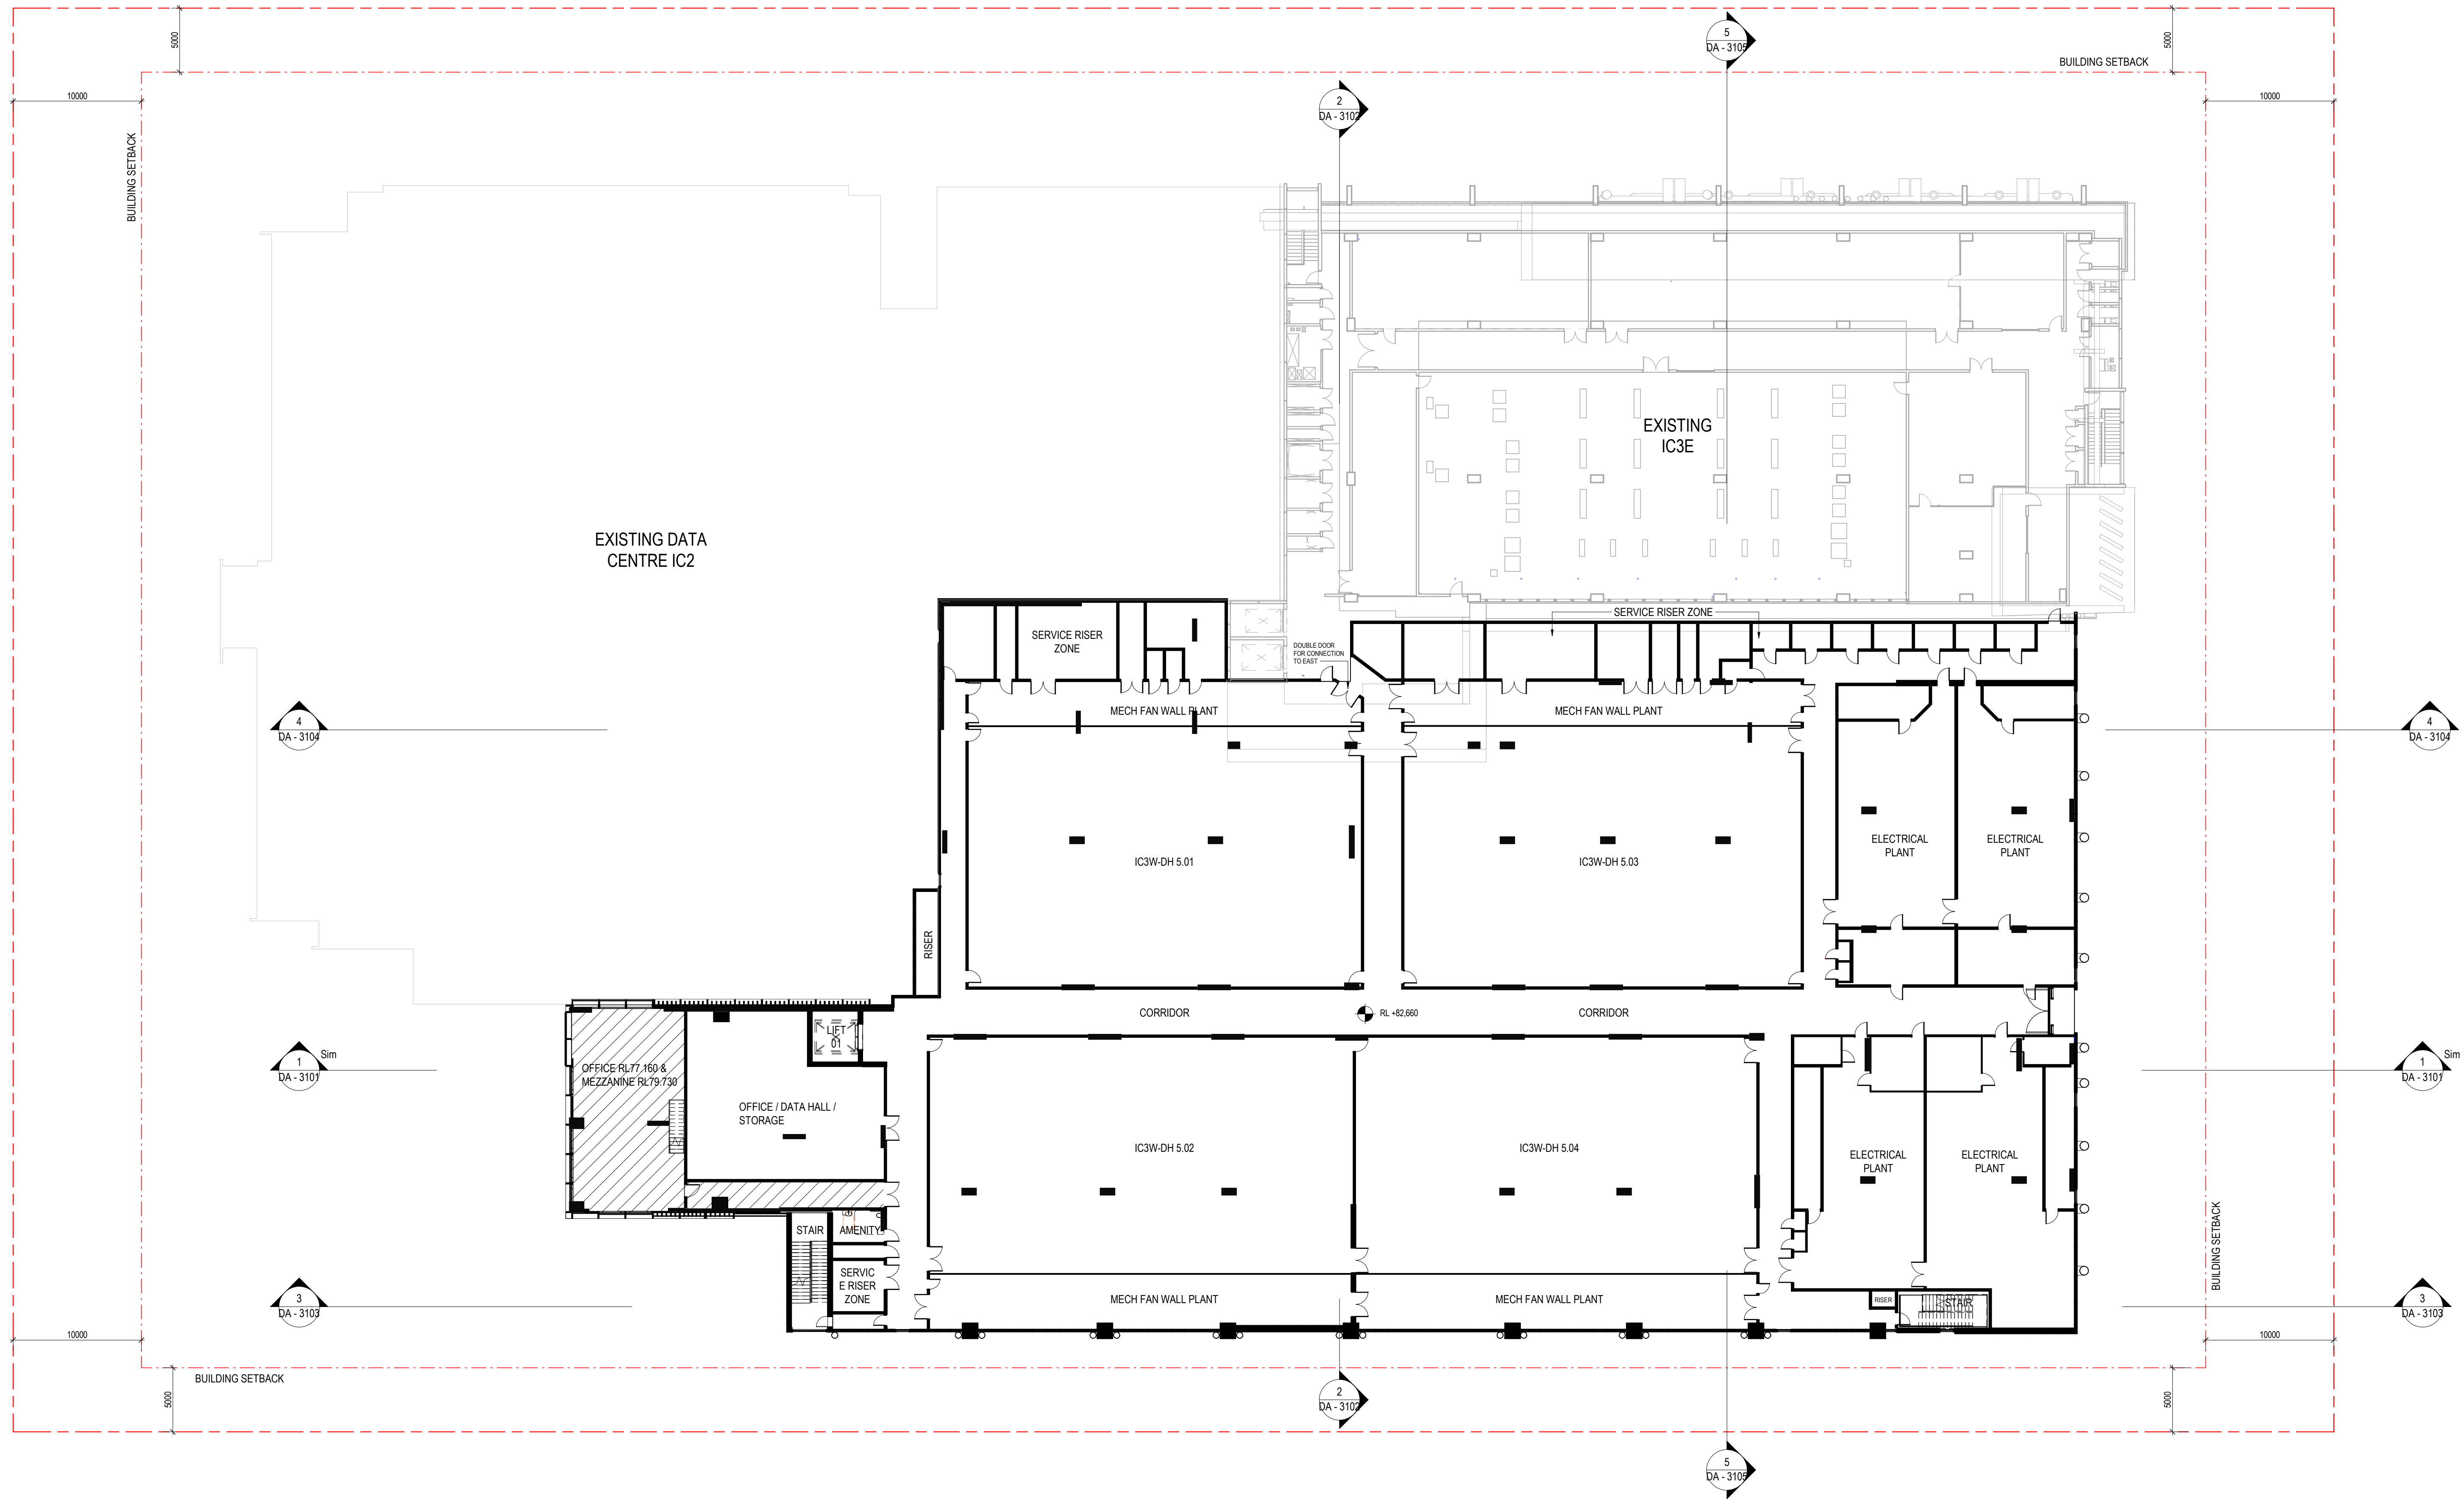 5
DA - 3105
5000
5000
BUILDING SETBACK
10000
10000
2
DA - 3102
BUILDING SETBACK
EXISTING
IC3E
EXISTING DATA
CENTRE IC2
SERVICE RISER ZONE
SERVICE RISER
ZONE
DOUBLE DOOR
FOR CONNECTION
TO EAST
MECH FAN WALL PLANT
MECH FAN WALL PLANT
4
DA - 3104
4
DA - 3104
ELECTRICAL
PLANT
ELECTRICAL
PLANT
IC3W-DH 5.01
IC3W-DH 5.03
RISER
CORRIDOR
RL +82,660
CORRIDOR
LIFT
01
1
Sim
DA - 3101
1
Sim
DA - 3101
OFFICE RL77.160 &
MEZZANINE RL79.730
OFFICE / DATA HALL /
STORAGE
IC3W-DH 5.02
IC3W-DH 5.04
ELECTRICAL
PLANT
ELECTRICAL
PLANT
STAIR
AMENITY
BUILDING SETBACK
SERVIC
E RISER
ZONE
MECH FAN WALL PLANT
MECH FAN WALL PLANT
RISER
STAIR
3
DA - 3103
3
DA - 3103
10000
10000
BUILDING SETBACK
5000
5000
2
DA - 3102
5
DA - 3105